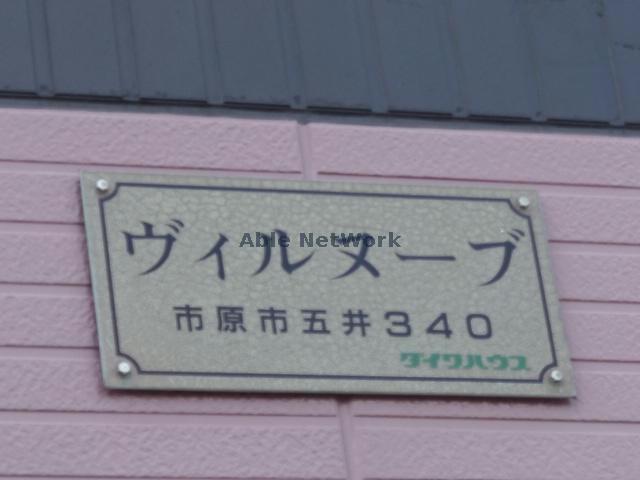 ヴィルヌーブ
Able NetWork
市原市五井340
ダイワハウス